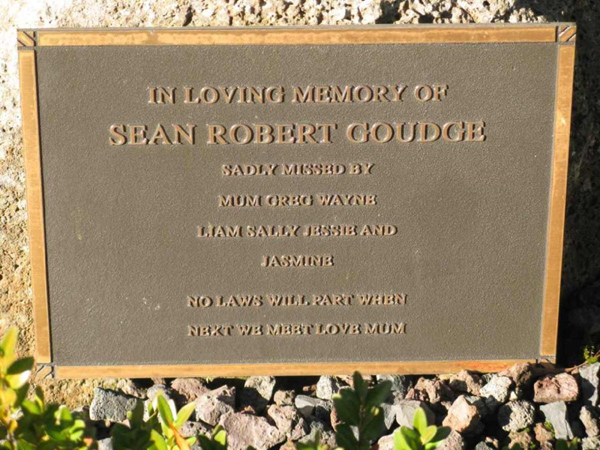 IN LOVING MEMORY OF
SEAN ROBERT GOUDGE
SADLY MISSED BY
MUM GREG WAYNE
LIAM SALLY JESSIE AND
JASMINE
NO LAWS WILL PART WHEN
NEXT WE MEET LOVE MUM